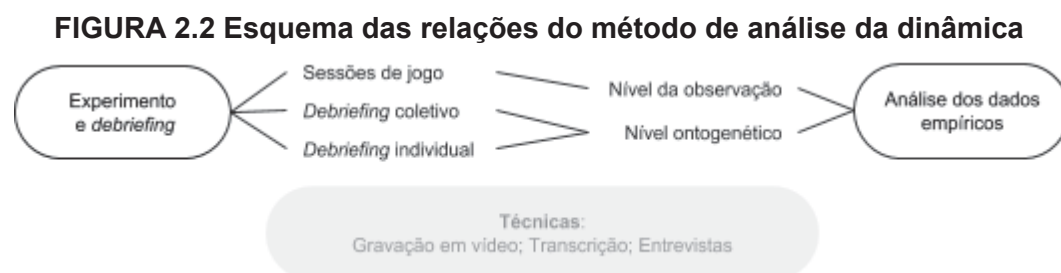 FIGURA 2.2 Esquema das relações do método de análise da dinâmica
Experimento
e debriefing
Sessões de jogo
Debriefing coletivo
Debriefing individual
Nível da observação
Nível ontogenético
Análise dos dados
empíricos
Técnicas:
Gravação em vídeo; Transcrição; Entrevistas